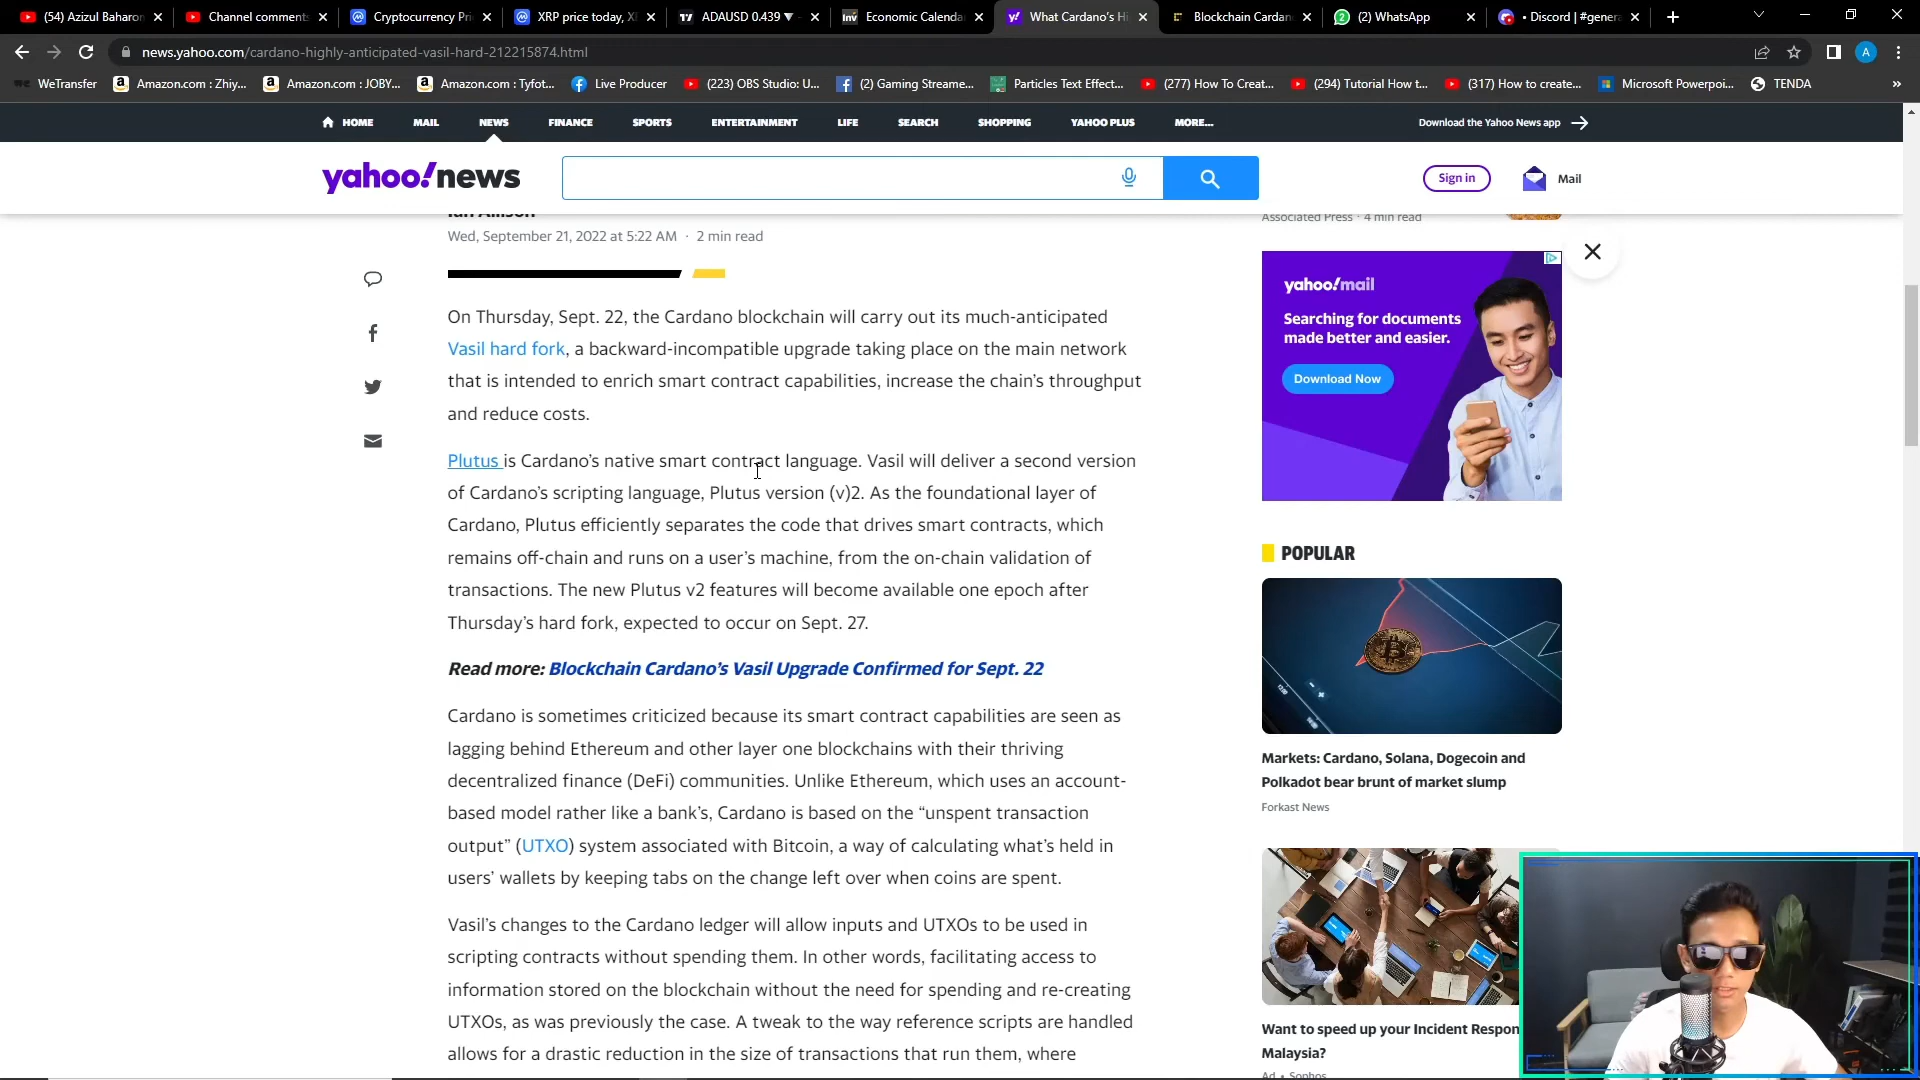 (54) Azizul Baharon
Channel comments
Cryptocurrency Pri
XRP price today, X
ADAUSD 0.439 ▼
Economic Calenda
What Cardano's Hi
Blockchain Cardan
(2) WhatsApp
• Discord | #genera
news.yahoo.com/cardano-highly-anticipated-vasil-hard-212215874.html
WeTransfer
Amazon.com : Zhiy...
Amazon.com : JOBY...
Amazon.com : Tyfot...
Live Producer
(223) OBS Studio: U...
(2) Gaming Streame...
Particles Text Effect...
(277) How To Creat...
(294) Tutorial How t...
(317) How to create...
Microsoft Powerpoi...
TENDA
HOME
MAIL
NEWS
FINANCE
SPORTS
ENTERTAINMENT
LIFE
SEARCH
SHOPPING
YAHOO PLUS
MORE...
Download the Yahoo News app
yahoo!news
Sign in
Mail
Ian Allison
Wed, September 21, 2022 at 5:22 AM · 2 min read
On Thursday, Sept. 22, the Cardano blockchain will carry out its much-anticipated
Vasil hard fork, a backward-incompatible upgrade taking place on the main network
that is intended to enrich smart contract capabilities, increase the chain's throughput
and reduce costs.
Plutus is Cardano's native smart contract language. Vasil will deliver a second version
of Cardano's scripting language, Plutus version (v)2. As the foundational layer of
Cardano, Plutus efficiently separates the code that drives smart contracts, which
remains off-chain and runs on a user's machine, from the on-chain validation of
transactions. The new Plutus v2 features will become available one epoch after
Thursday's hard fork, expected to occur on Sept. 27.
Read more: Blockchain Cardano's Vasil Upgrade Confirmed for Sept. 22
Cardano is sometimes criticized because its smart contract capabilities are seen as
lagging behind Ethereum and other layer one blockchains with their thriving
decentralized finance (DeFi) communities. Unlike Ethereum, which uses an account-
based model rather like a bank's, Cardano is based on the “unspent transaction
output” (UTXO) system associated with Bitcoin, a way of calculating what's held in
users' wallets by keeping tabs on the change left over when coins are spent.
Vasil's changes to the Cardano ledger will allow inputs and UTXOs to be used in
scripting contracts without spending them. In other words, facilitating access to
information stored on the blockchain without the need for spending and re-creating
UTXOs, as was previously the case. A tweak to the way reference scripts are handled
allows for a drastic reduction in the size of transactions that run them, where
Associated Press · 4 min read
yahoo!mail
Searching for documents
made better and easier.
Download Now
POPULAR
Markets: Cardano, Solana, Dogecoin and
Polkadot bear brunt of market slump
Forkast News
Want to speed up your Incident Respon
Malaysia?
Ad • Sophos